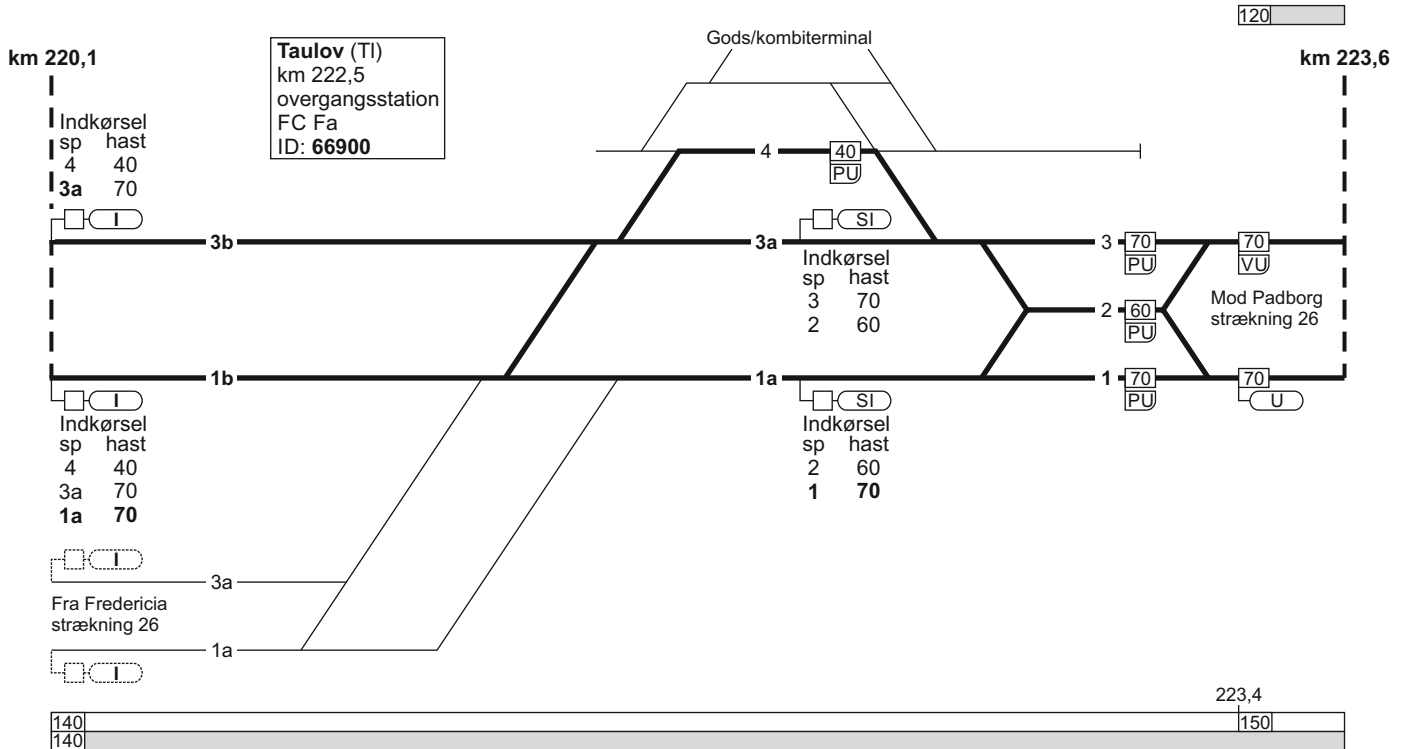 120
km 220,1
Taulov (Tl)
km 222,5
overgangsstation
FC Fa
ID: 66900
Gods/kombiterminal
km 223,6
Indkørsel
sp hast
4 40
3a 70
I
4
40
PU
3b
3a
SI
3
70
PU
70
VU
Indkørsel
sp hast
3 70
2 60
2
60
PU
Mod Padborg
strækning 26
1b
1a
1
70
PU
70
U
I
Indkørsel
sp hast
4 40
3a 70
1a 70
SI
Indkørsel
sp hast
2 60
1 70
I
3a
Fra Fredericia
strækning 26
1a
I
223,4
140
150
140